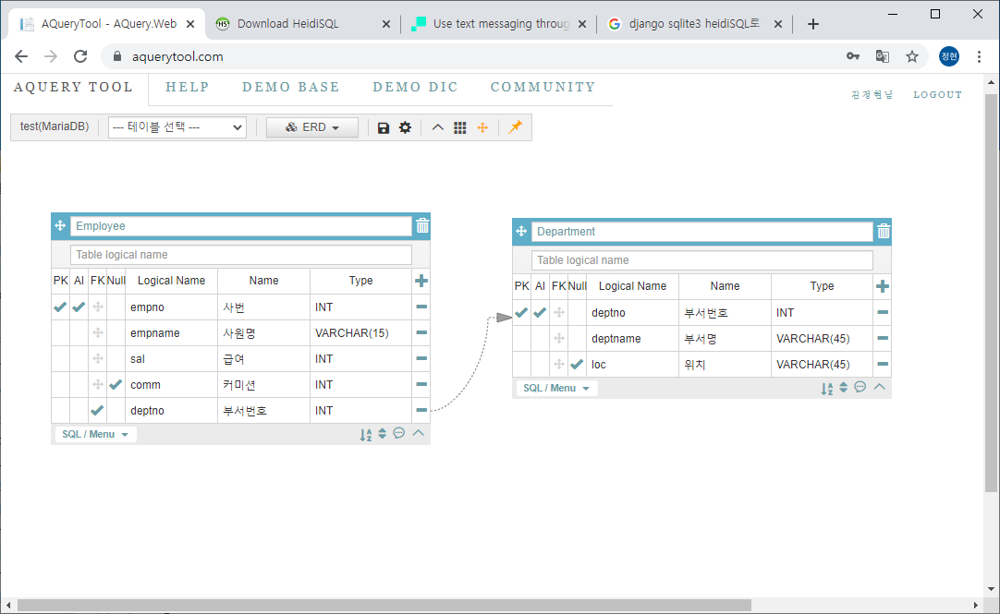 AQueryTool - AQuery.Web
Download HeidiSQL
Use text messaging throug
django sqlite3 heidiSQL로
aquerytool.com
정현
AQUERY TOOL
HELP
DEMO BASE
DEMO DIC
COMMUNITY
김정현님
LOGOUT
test(MariaDB)
--- 테이블 선택 ---
ERD
Employee
Table logical name
PK AI FK Null Logical Name Name Type
empno 사번 INT
empname 사원명 VARCHAR(15)
sal 급여 INT
comm 커미션 INT
deptno 부서번호 INT
SQL / Menu
Department
Table logical name
PK AI FK Null Logical Name Name Type
deptno 부서번호 INT
deptname 부서명 VARCHAR(45)
loc 위치 VARCHAR(45)
SQL / Menu